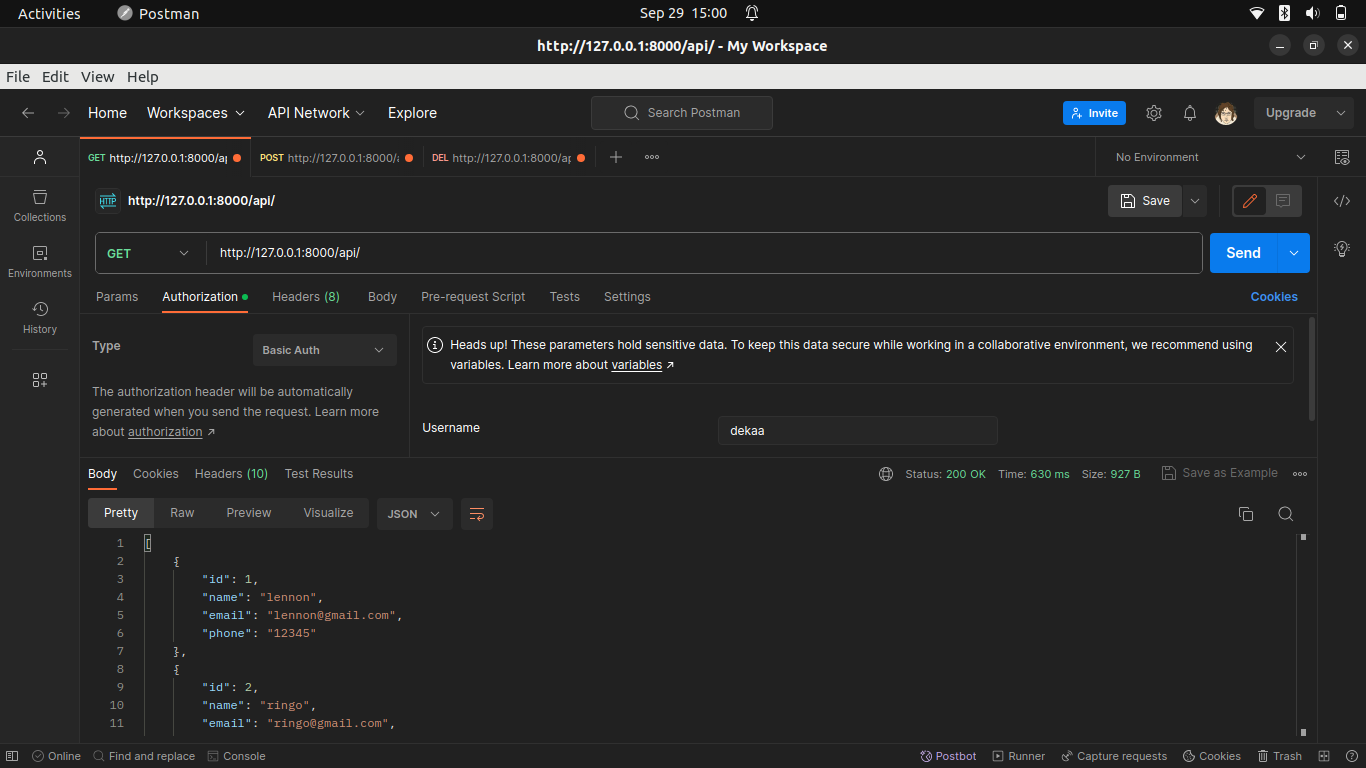 Activities Postman Sep 29 15:00
http://127.0.0.1:8000/api/ - My Workspace
File Edit View Help
Home Workspaces API Network Explore Search Postman Invite Upgrade
GET http://127.0.0.1:8000/ap POST http://127.0.0.1:8000/a DEL http://127.0.0.1:8000/ap No Environment
HTTP http://127.0.0.1:8000/api/ Save
Collections
Environments
History
GET http://127.0.0.1:8000/api/ Send
Params Authorization Headers (8) Body Pre-request Script Tests Settings Cookies
Type Basic Auth
The authorization header will be automatically
generated when you send the request. Learn more
about authorization ↗
Heads up! These parameters hold sensitive data. To keep this data secure while working in a collaborative environment, we recommend using
variables. Learn more about variables ↗
Username dekaa
Body Cookies Headers (10) Test Results Status: 200 OK Time: 630 ms Size: 927 B Save as Example
Pretty Raw Preview Visualize JSON
1 [
2 {
3 "id": 1,
4 "name": "lennon",
5 "email": "lennon@gmail.com",
6 "phone": "12345"
7 },
8 {
9 "id": 2,
10 "name": "ringo",
11 "email": "ringo@gmail.com",
Online Find and replace Console Postbot Runner Capture requests Cookies Trash